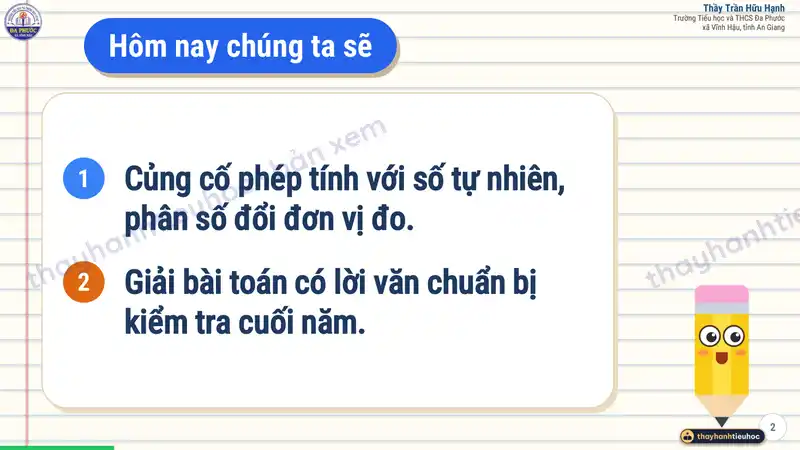 Thầy Trần Hữu Hạnh
Trường Tiểu học và THCS Đa Phước
xã Vĩnh Hậu, tỉnh An Giang
ĐA PHƯỚC
Hôm nay chúng ta sẽ
1 Củng cố phép tính với số tự nhiên,
phân số đổi đơn vị đo.
2 Giải bài toán có lời văn chuẩn bị
kiểm tra cuối năm.
thayhanhtieuhoc
2